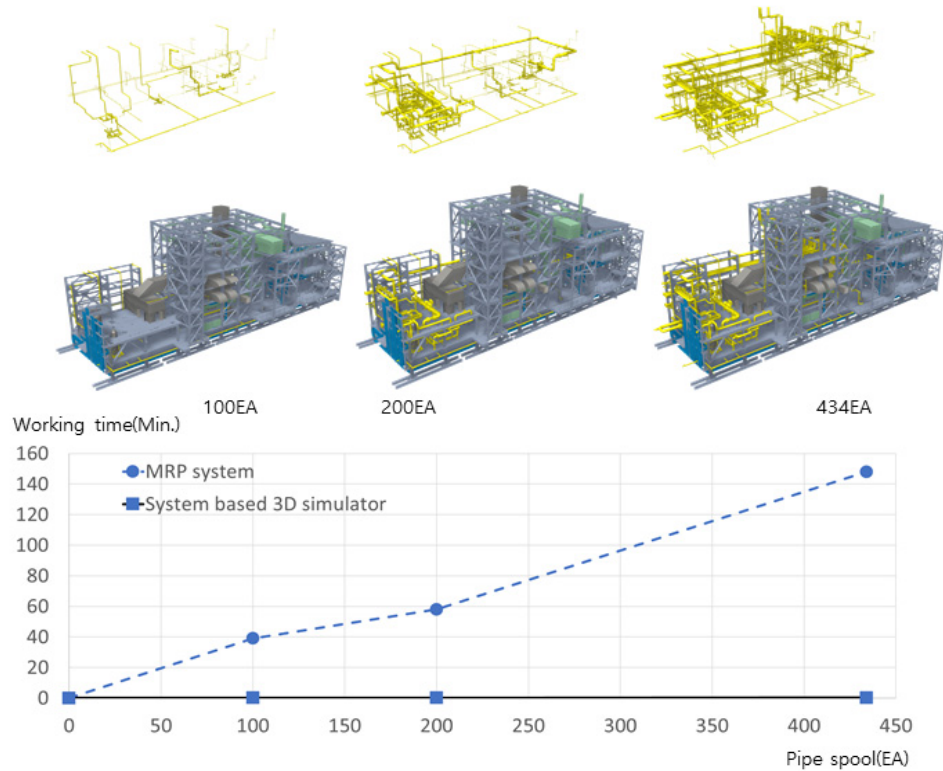 100EA
200EA
434EA
Working time(Min.)
160
140
120
100
80
60
40
20
0
MRP system
System based 3D simulator
0
50
100
150
200
250
300
350
400
450
Pipe spool(EA)